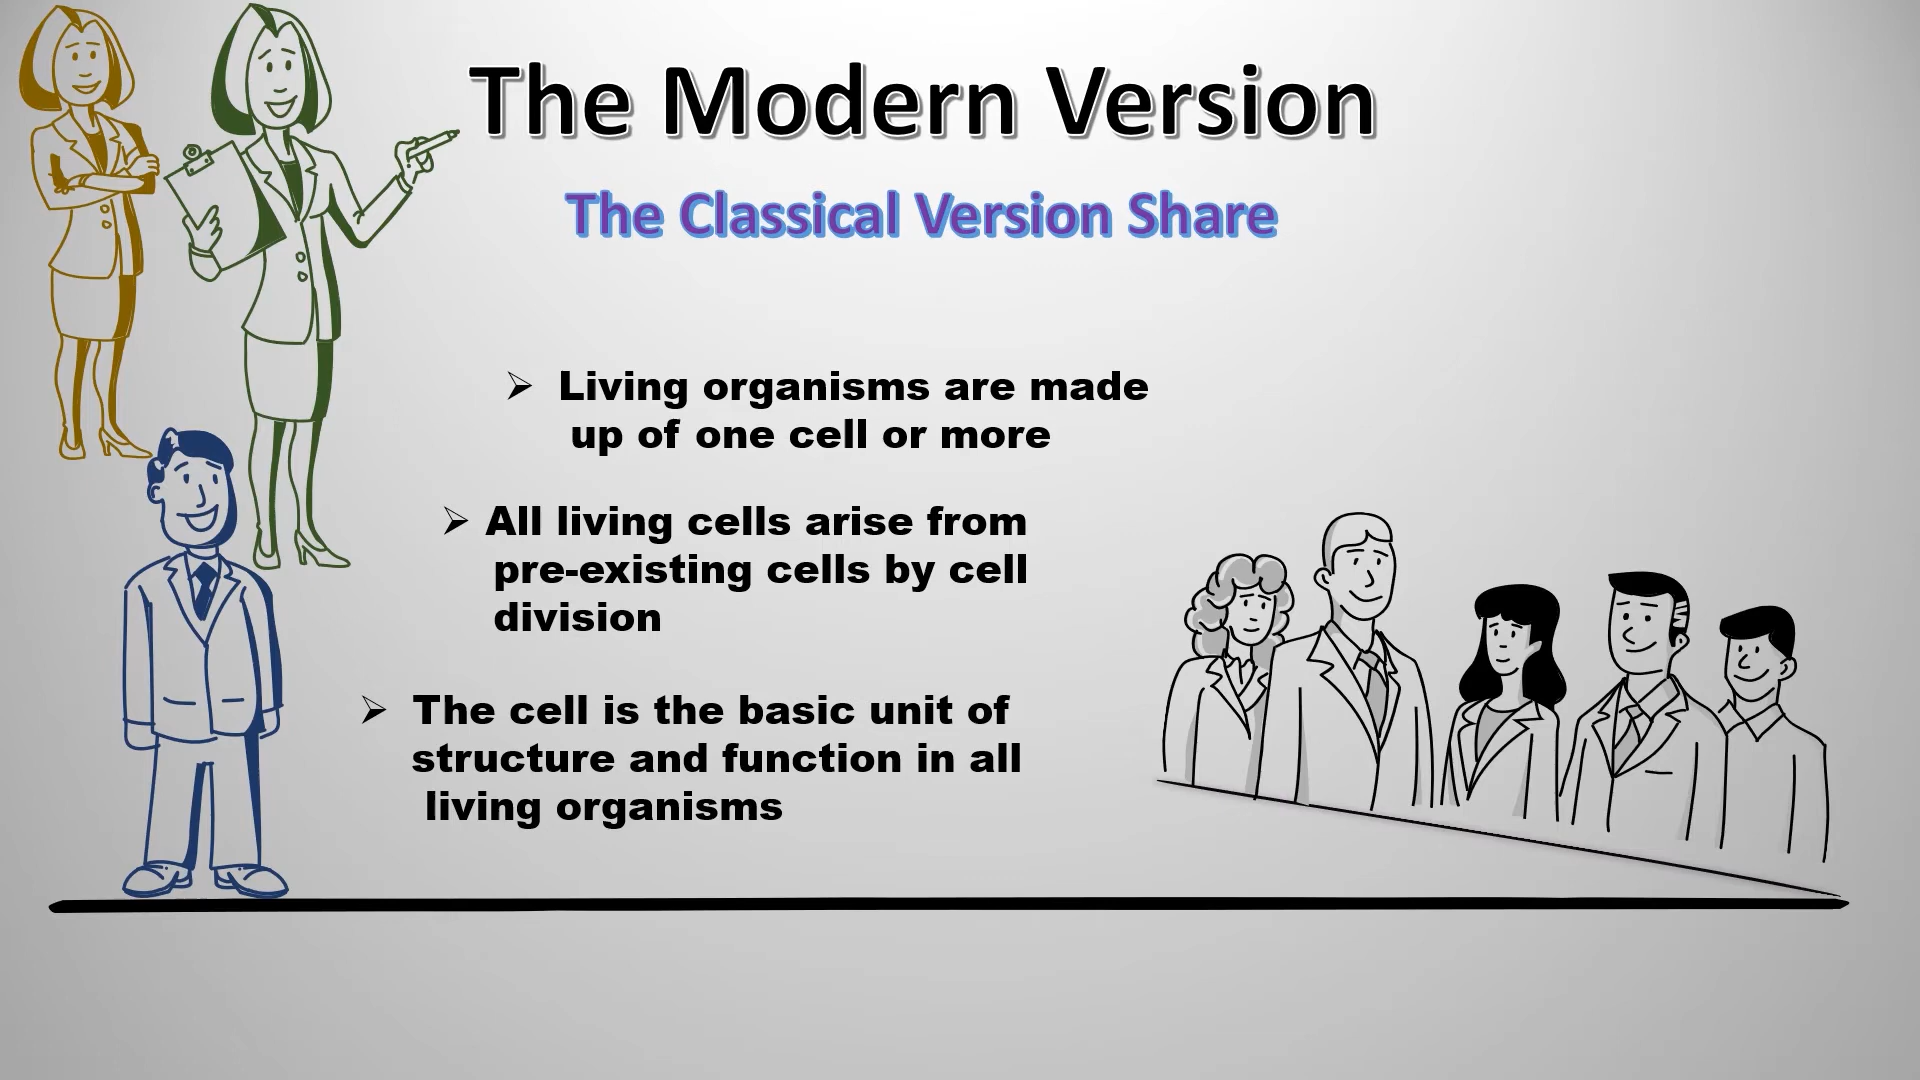 The Modern Version
The Classical Version Share
➢ Living organisms are made
up of one cell or more
➢ All living cells arise from
pre-existing cells by cell
division
➢ The cell is the basic unit of
structure and function in all
living organisms